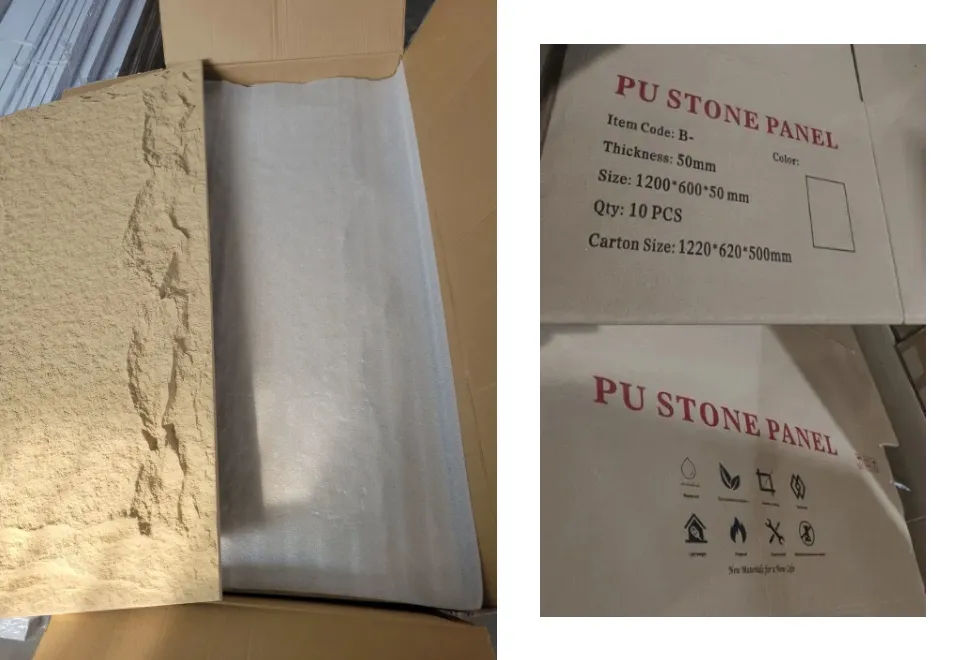 PU STONE PANEL
Item Code: B-
Color:
Thickness: 50mm
Size: 1200*600*50 mm
Qty: 10 PCS
Carton Size: 1220*620*500mm
PU STONE PANEL
New Materials for a New Life